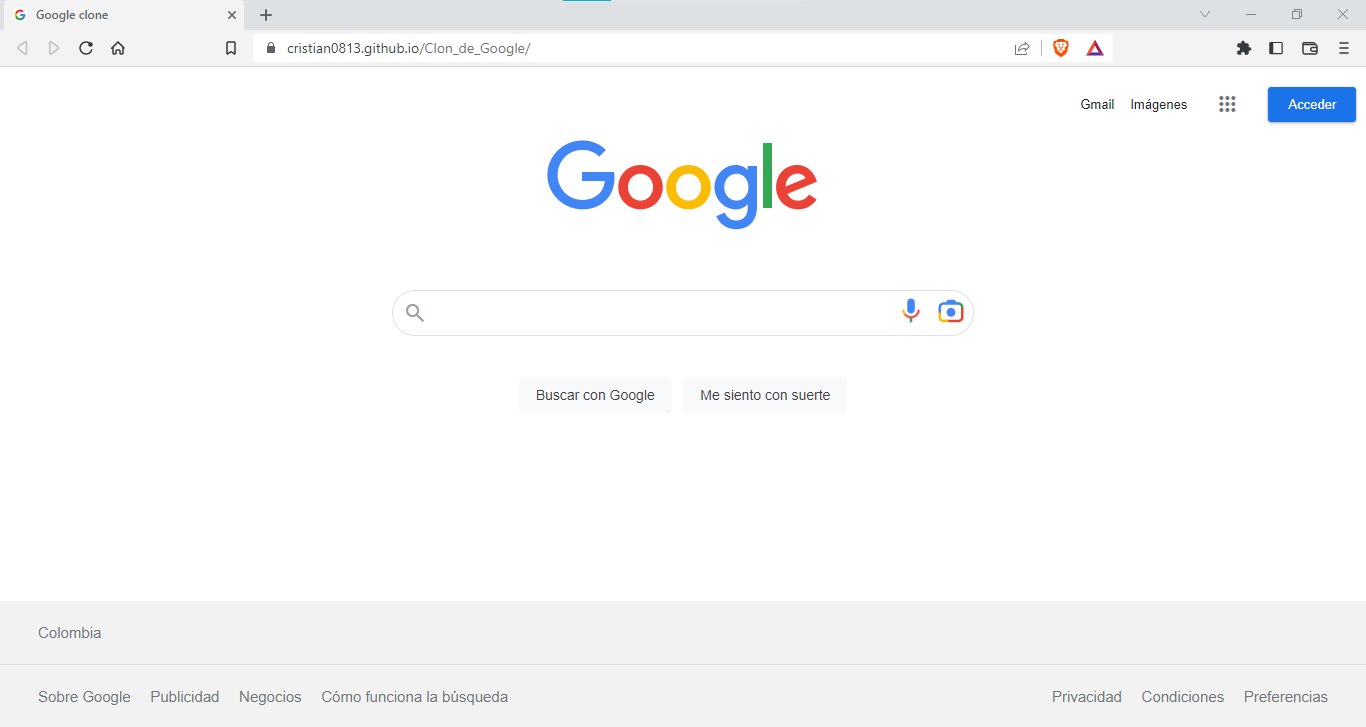 Google clone
cristian0813.github.io/Clon_de_Google/
Gmail Imágenes Acceder
Google
Buscar con Google Me siento con suerte
Colombia
Sobre Google Publicidad Negocios Cómo funciona la búsqueda Privacidad Condiciones Preferencias